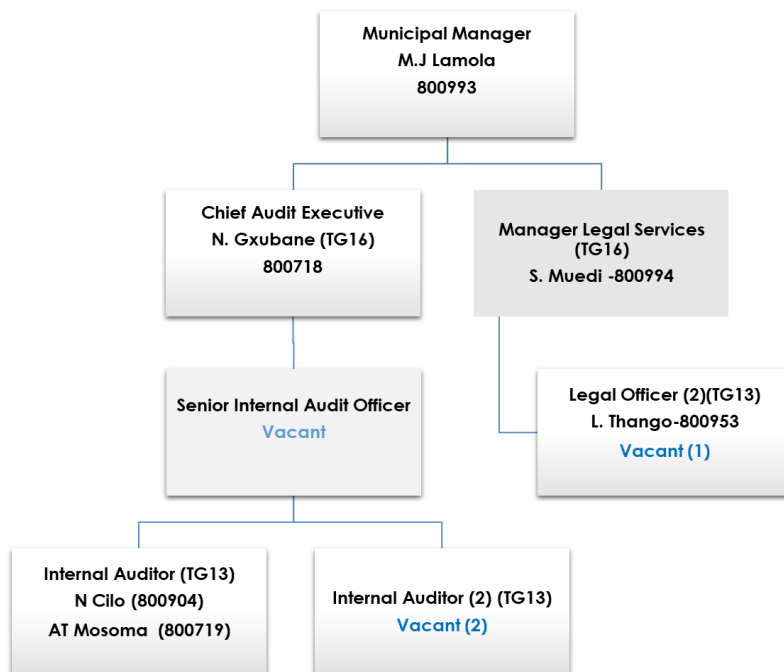 Municipal Manager
M.J Lamola
800993
Chief Audit Executive
N. Gxubane (TG16)
800718
Manager Legal Services
(TG16)
S. Muedi -800994
Senior Internal Audit Officer
Vacant
Legal Officer (2)(TG13)
L. Thango-800953
Vacant (1)
Internal Auditor (TG13)
N Cilo (800904)
AT Mosoma (800719)
Internal Auditor (2) (TG13)
Vacant (2)